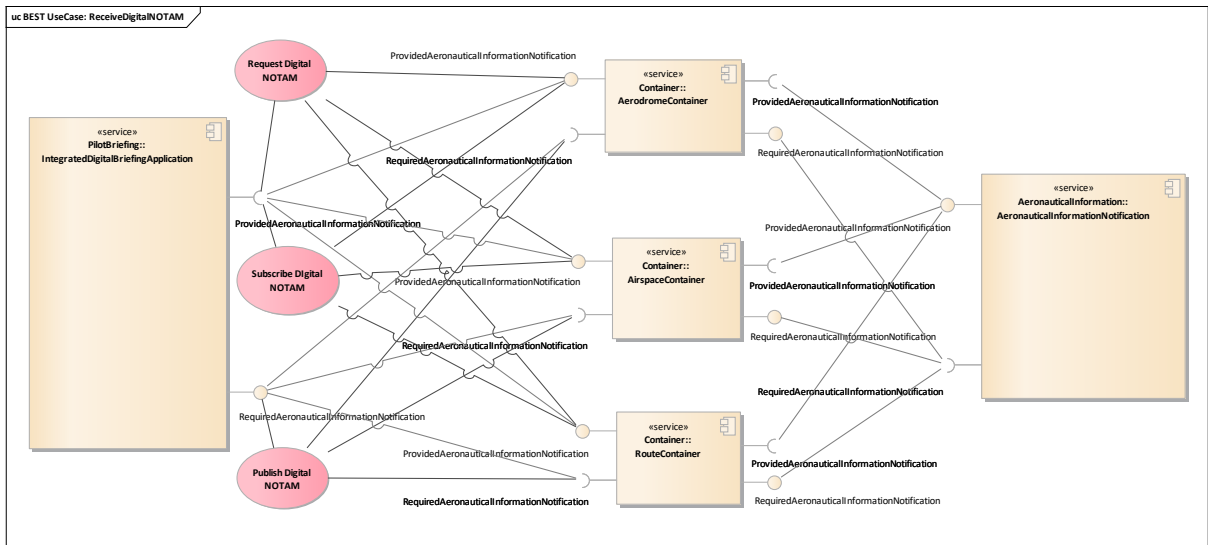 uc BEST UseCase: ReceiveDigitalNOTAM
Request Digital
NOTAM
ProvidedAeronauticalInformationNotification
«service»
Container::
AerodromeContainer
ProvidedAeronauticalInformationNotification
«service»
PilotBriefing::
IntegratedDigitalBriefingApplication
RequiredAeronauticalInformationNotification
RequiredAeronauticalInformationNotification
«service»
AeronauticalInformation::
AeronauticalInformationNotification
ProvidedAeronauticalInformationNotification
ProvidedAeronauticalInformationNotification
Subscribe DIgital
NOTAM
ProvidedAeronauticalInformationNotification
«service»
Container::
AirspaceContainer
ProvidedAeronauticalInformationNotification
RequiredAeronauticalInformationNotification
RequiredAeronauticalInformationNotification
RequiredAeronauticalInformationNotification
RequiredAeronauticalInformationNotification
«service»
Container::
RouteContainer
ProvidedAeronauticalInformationNotification
ProvidedAeronauticalInformationNotification
Publish Digital
NOTAM
RequiredAeronauticalInformationNotification
RequiredAeronauticalInformationNotification